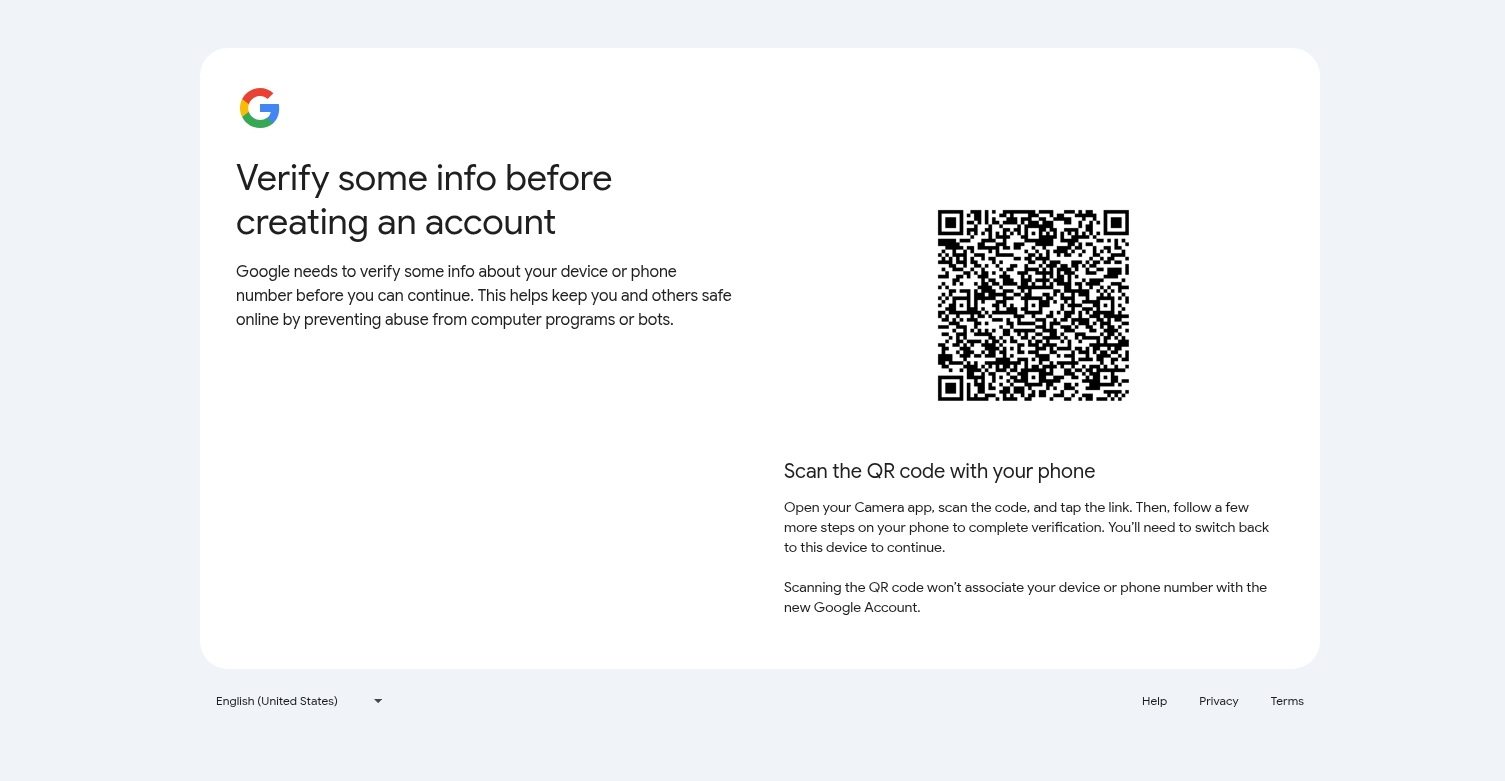 Verify some info before
creating an account
Google needs to verify some info about your device or phone
number before you can continue. This helps keep you and others safe
online by preventing abuse from computer programs or bots.
Scan the QR code with your phone
Open your Camera app, scan the code, and tap the link. Then, follow a few
more steps on your phone to complete verification. You’ll need to switch back
to this device to continue.
Scanning the QR code won’t associate your device or phone number with the
new Google Account.
English (United States)
Help Privacy Terms